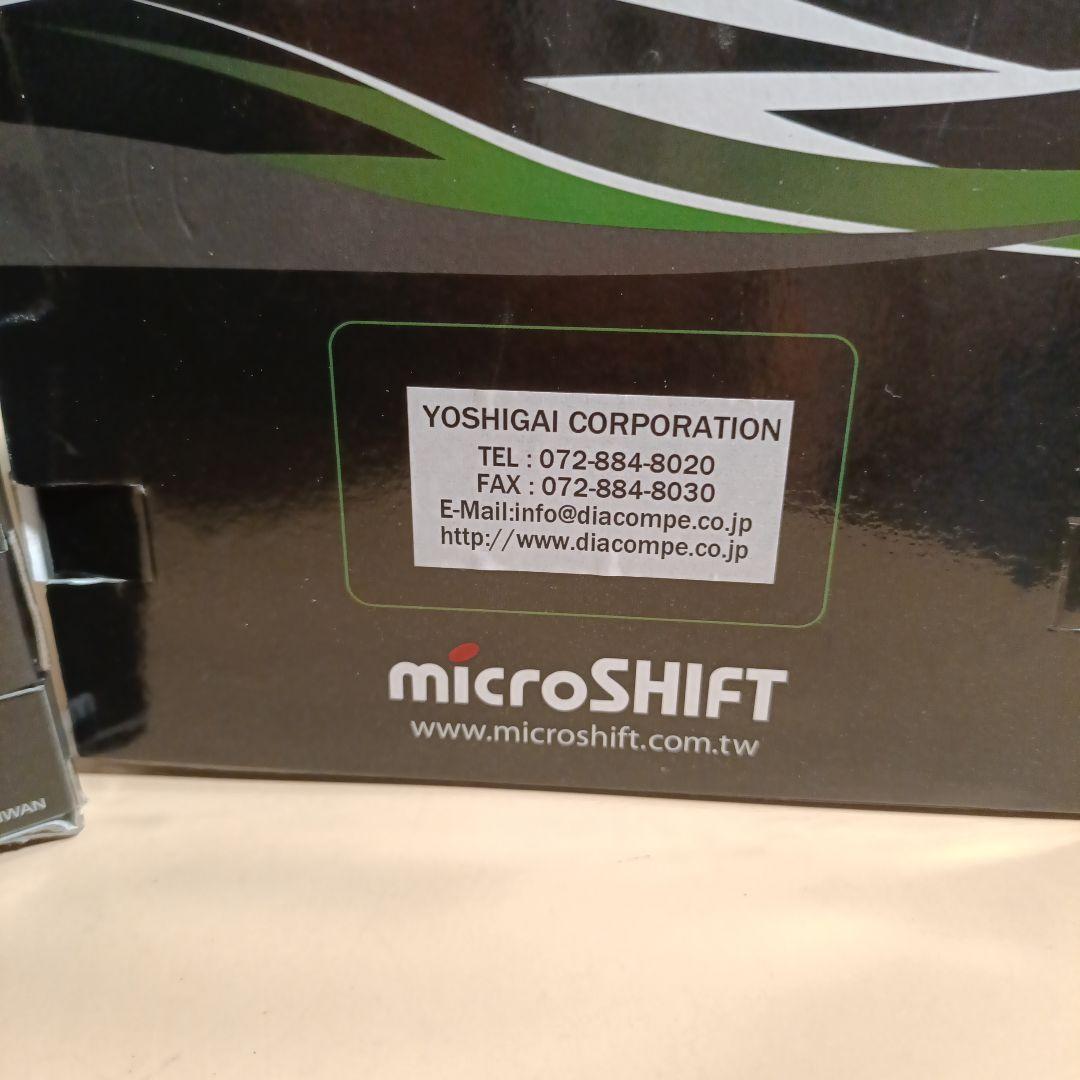 YOSHIGAI CORPORATION
TEL : 072-884-8020
FAX : 072-884-8030
E-Mail:info@diacompe.co.jp
http://www.diacompe.co.jp
microSHIFT
www.microshift.com.tw